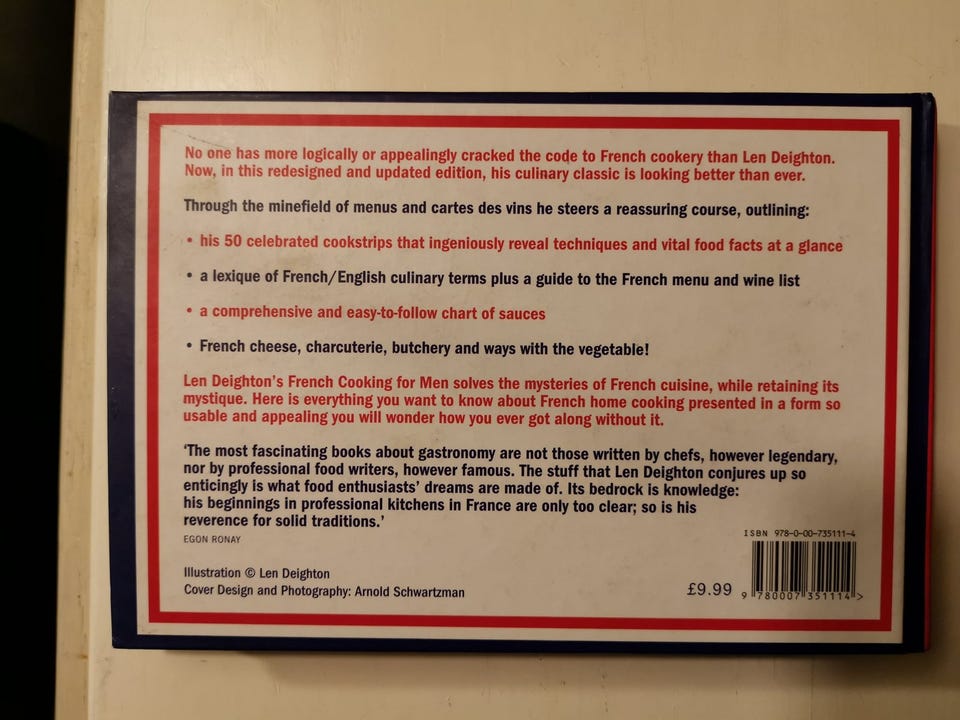 No one has more logically or appealingly cracked the code to French cookery than Len Deighton.
Now, in this redesigned and updated edition, his culinary classic is looking better than ever.
Through the minefield of menus and cartes des vins he steers a reassuring course, outlining:
• his 50 celebrated cookstrips that ingeniously reveal techniques and vital food facts at a glance
• a lexique of French/English culinary terms plus a guide to the French menu and wine list
• a comprehensive and easy-to-follow chart of sauces
• French cheese, charcuterie, butchery and ways with the vegetable!
Len Deighton's French Cooking for Men solves the mysteries of French cuisine, while retaining its
mystique. Here is everything you want to know about French home cooking presented in a form so
usable and appealing you will wonder how you ever got along without it.
'The most fascinating books about gastronomy are not those written by chefs, however legendary,
nor by professional food writers, however famous. The stuff that Len Deighton conjures up so
enticingly is what food enthusiasts' dreams are made of. Its bedrock is knowledge:
his beginnings in professional kitchens in France are only too clear; so is his
reverence for solid traditions.'
EGON RONAY
Illustration © Len Deighton
Cover Design and Photography: Arnold Schwartzman
£9.99
ISBN 978-0-00-735111-4
9 780007 351114 >